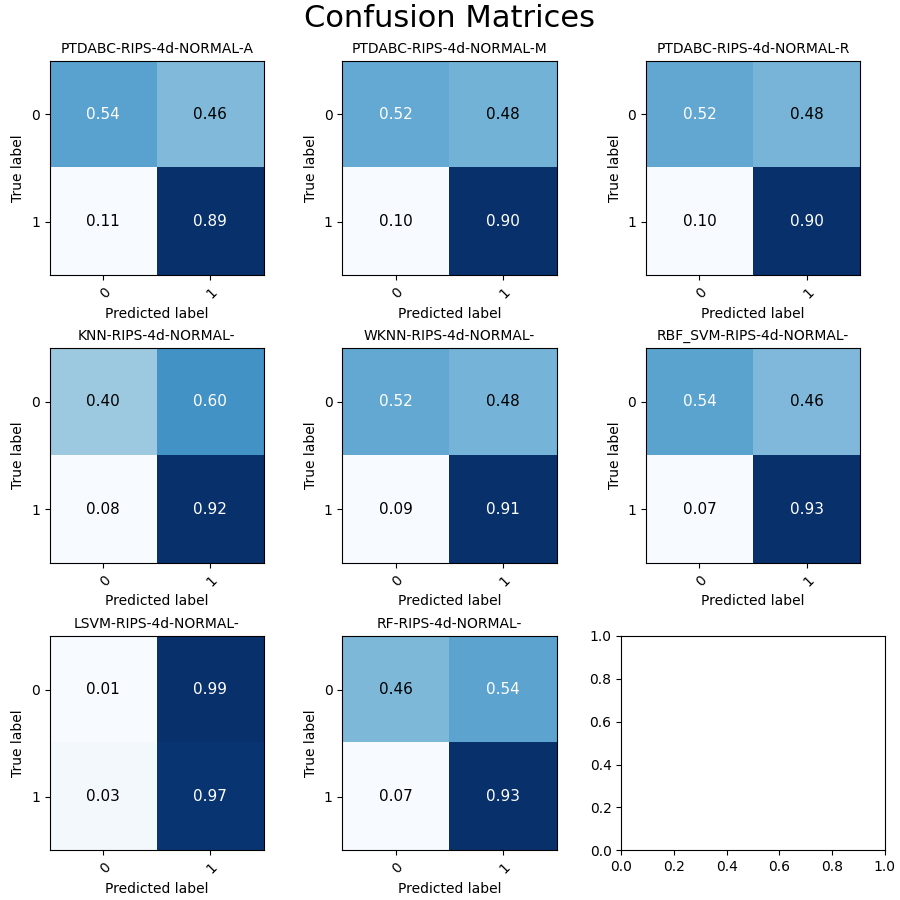 Confusion Matrices
PTDABC-RIPS-4d-NORMAL-A
0.54 0.46
0.11 0.89
0
1
True label
0 1
Predicted label
PTDABC-RIPS-4d-NORMAL-M
0.52 0.48
0.10 0.90
0
1
True label
0 1
Predicted label
PTDABC-RIPS-4d-NORMAL-R
0.52 0.48
0.10 0.90
0
1
True label
0 1
Predicted label
KNN-RIPS-4d-NORMAL-
0.40 0.60
0.08 0.92
0
1
True label
0 1
Predicted label
WKNN-RIPS-4d-NORMAL-
0.52 0.48
0.09 0.91
0
1
True label
0 1
Predicted label
RBF_SVM-RIPS-4d-NORMAL-
0.54 0.46
0.07 0.93
0
1
True label
0 1
Predicted label
LSVM-RIPS-4d-NORMAL-
0.01 0.99
0.03 0.97
0
1
True label
0 1
Predicted label
RF-RIPS-4d-NORMAL-
0.46 0.54
0.07 0.93
0
1
True label
0 1
Predicted label
1.0
0.8
0.6
0.4
0.2
0.0
0.0 0.2 0.4 0.6 0.8 1.0